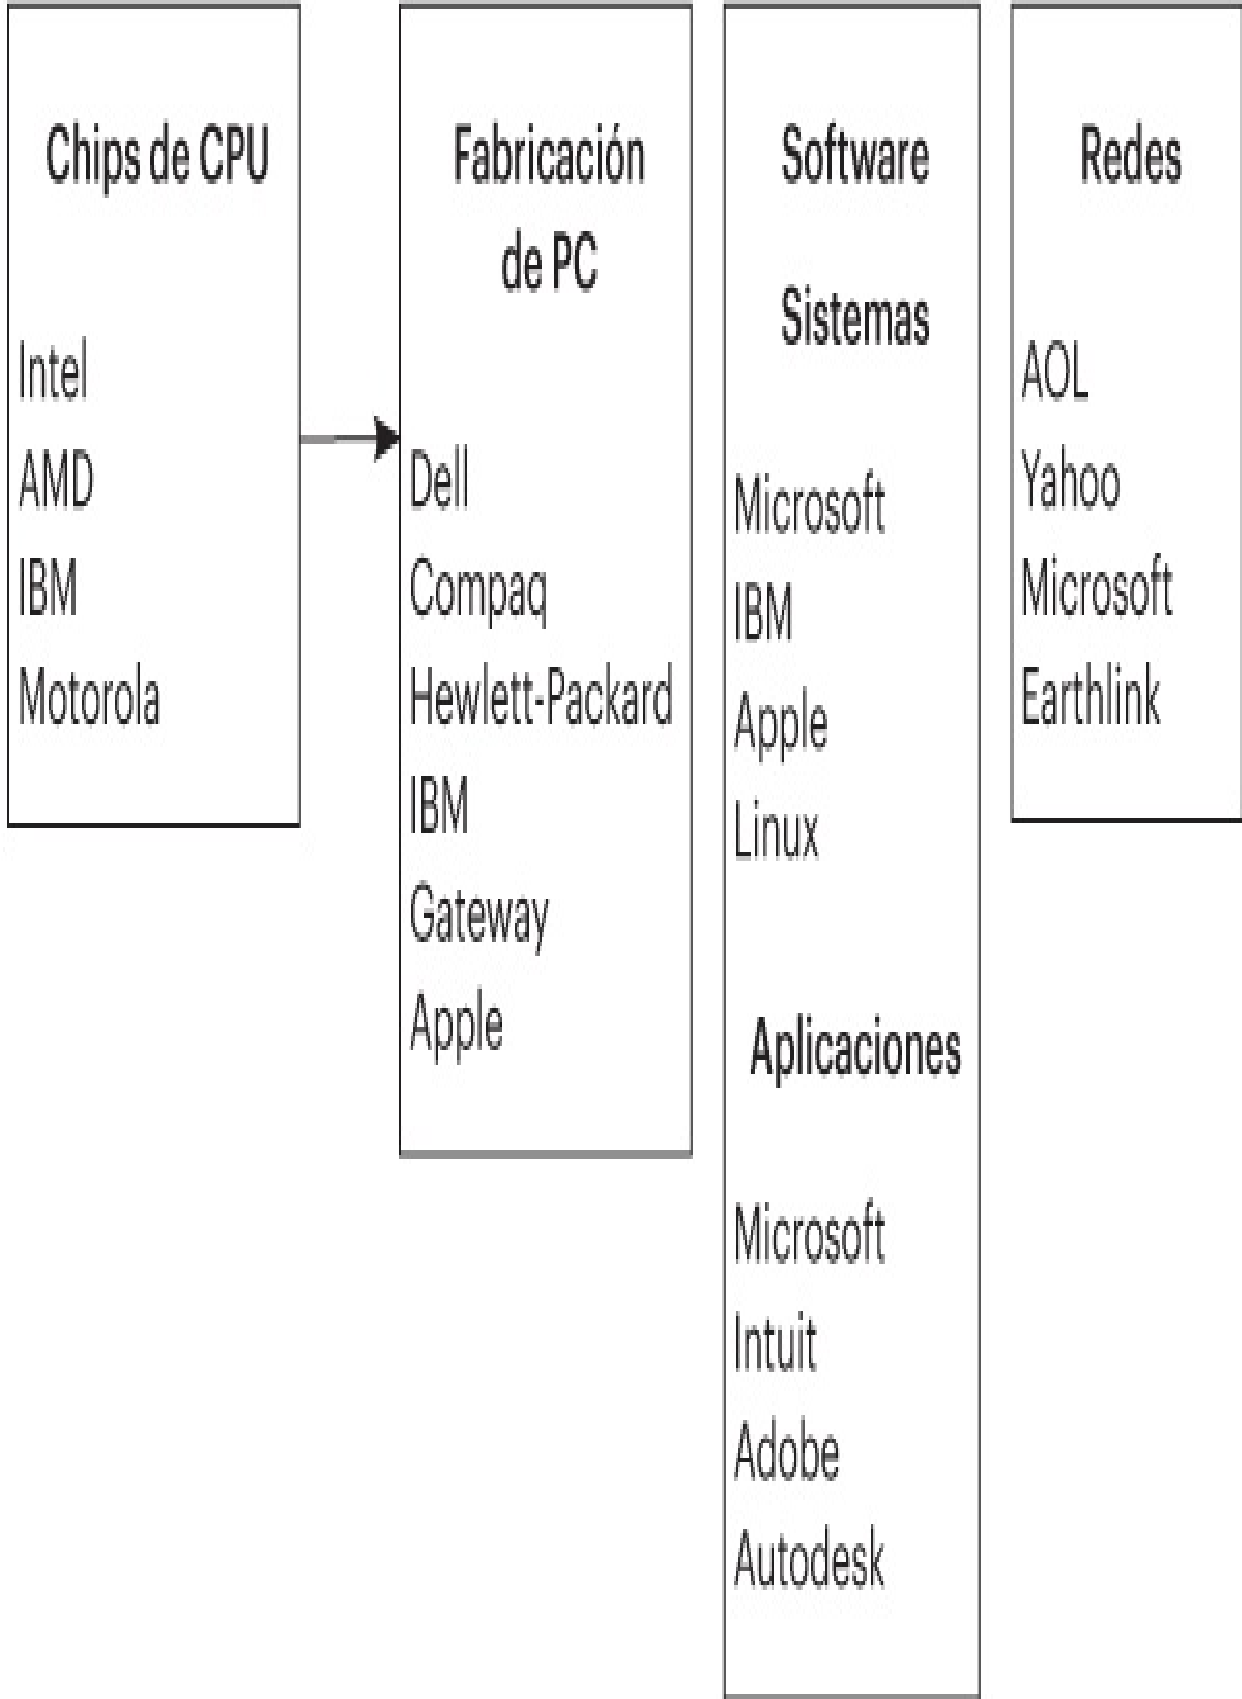 Chips de CPU
Intel
AMD
IBM
Motorola
Fabricación
de PC
Dell
Compaq
Hewlett-Packard
IBM
Gateway
Apple
Software
Sistemas
Microsoft
IBM
Apple
Linux
Aplicaciones
Microsoft
Intuit
Adobe
Autodesk
Redes
AOL
Yahoo
Microsoft
Earthlink